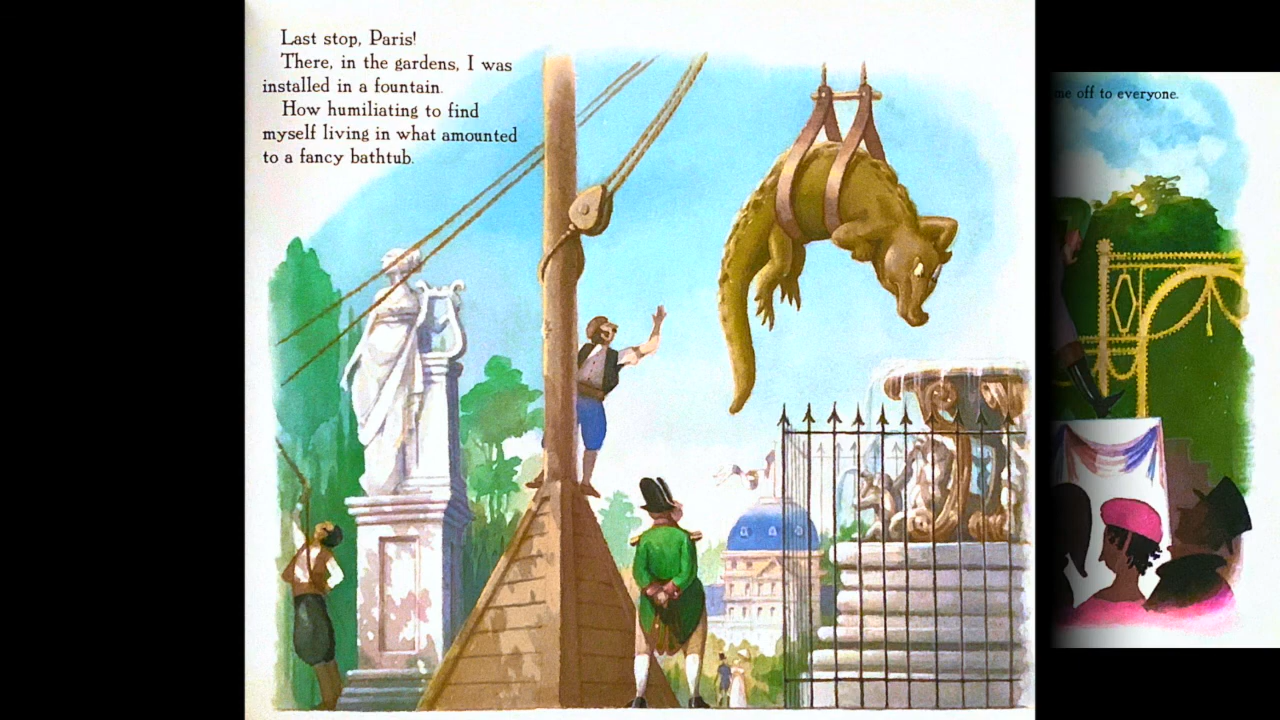 Last stop, Paris!
There, in the gardens, I was
installed in a fountain.
How humiliating to find
myself living in what amounted
to a fancy bathtub.
me off to everyone.